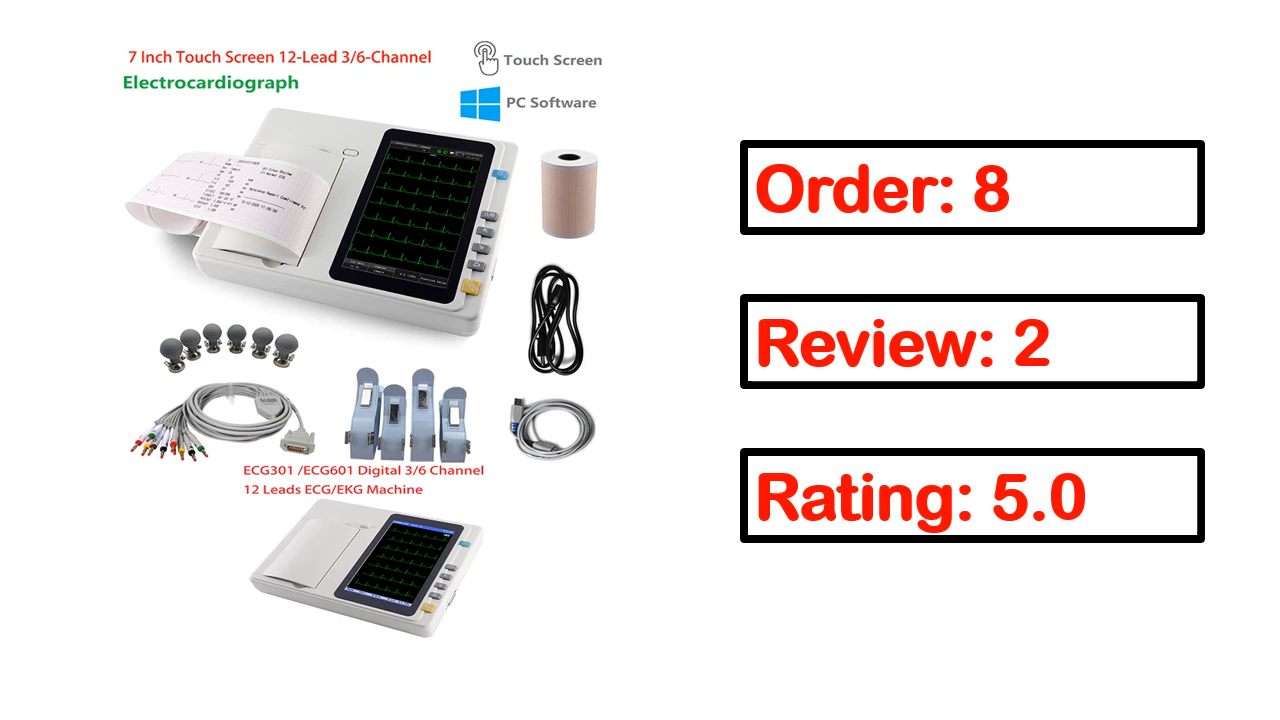 7 Inch Touch Screen 12-Lead 3/6-Channel
Electrocardiograph
Touch Screen
PC Software
Order: 8
Review: 2
Rating: 5.0
ECG301 /ECG601 Digital 3/6 Channel
12 Leads ECG/EKG Machine